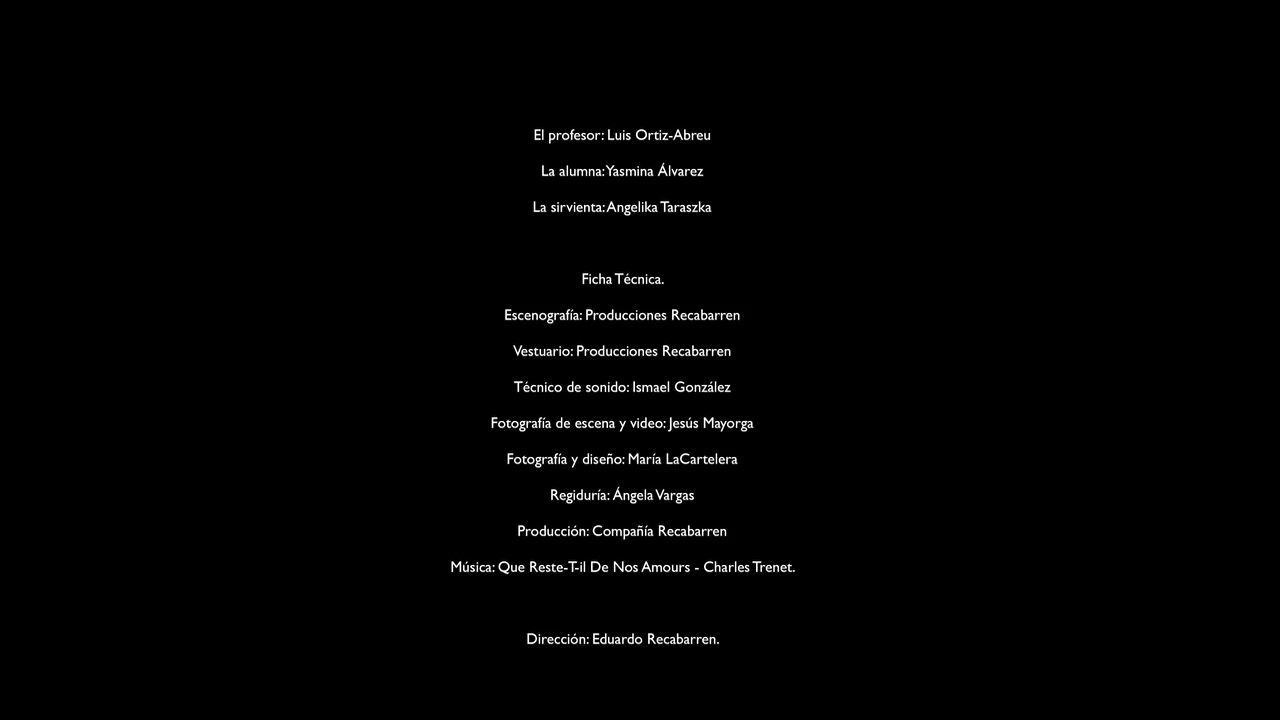 El profesor: Luis Ortiz-Abreu
La alumna: Yasmina Álvarez
La sirvienta: Angelika Taraszka
Ficha Técnica.
Escenografía: Producciones Recabarren
Vestuario: Producciones Recabarren
Técnico de sonido: Ismael González
Fotografía de escena y video: Jesús Mayorga
Fotografía y diseño: María LaCartelera
Regiduría: Ángela Vargas
Producción: Compañía Recabarren
Música: Que Reste-T-il De Nos Amours - Charles Trenet.
Dirección: Eduardo Recabarren.